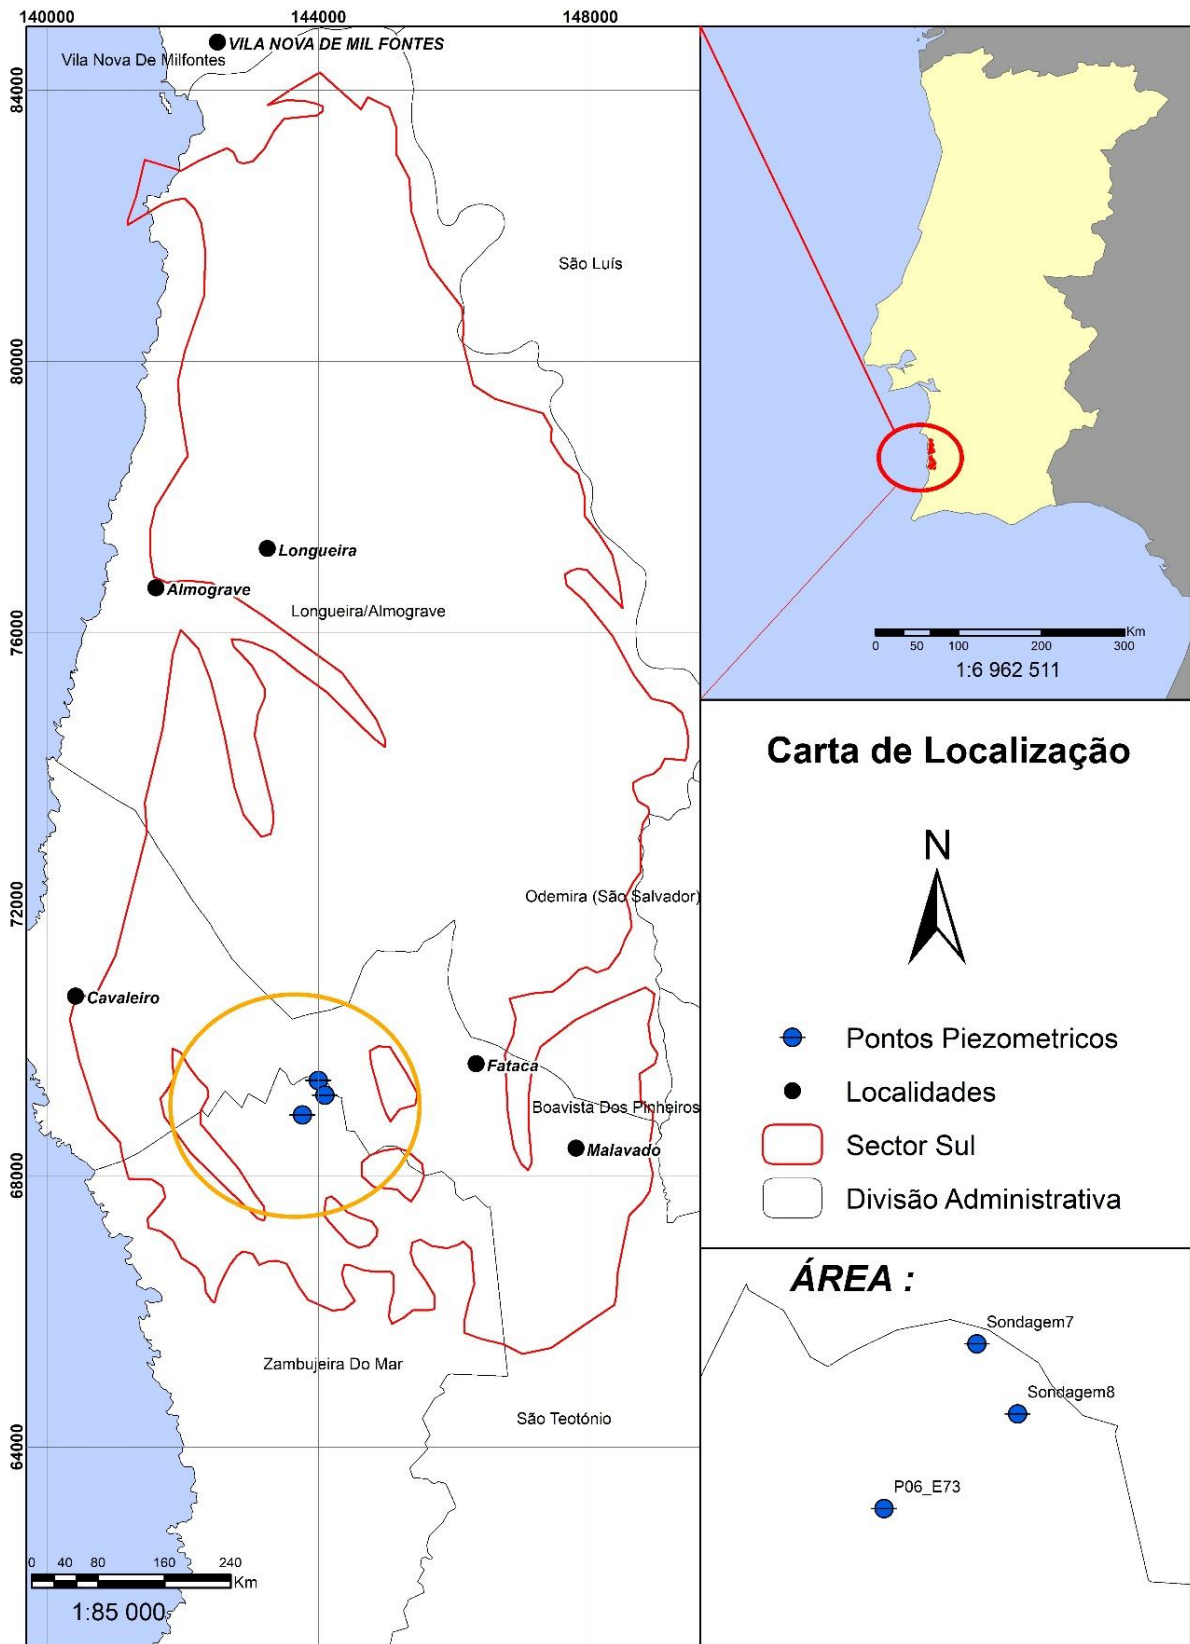 140000
144000
148000
84000
80000
76000
72000
68000
64000
VILA NOVA DE MIL FONTES
Vila Nova De Milfontes
São Luís
Longueira
Almograve
Longueira/Almograve
Odemira (São Salvador)
Cavaleiro
Fataca
Boavista Dos Pinheiros
Malavado
Zambujeira Do Mar
São Teotónio
0 40 80 160 240
Km
1:85 000
Km
0 50 100 200 300
1:6 962 511
Carta de Localização
N
Pontos Piezometricos
Localidades
Sector Sul
Divisão Administrativa
ÁREA :
Sondagem7
Sondagem8
P06_E73